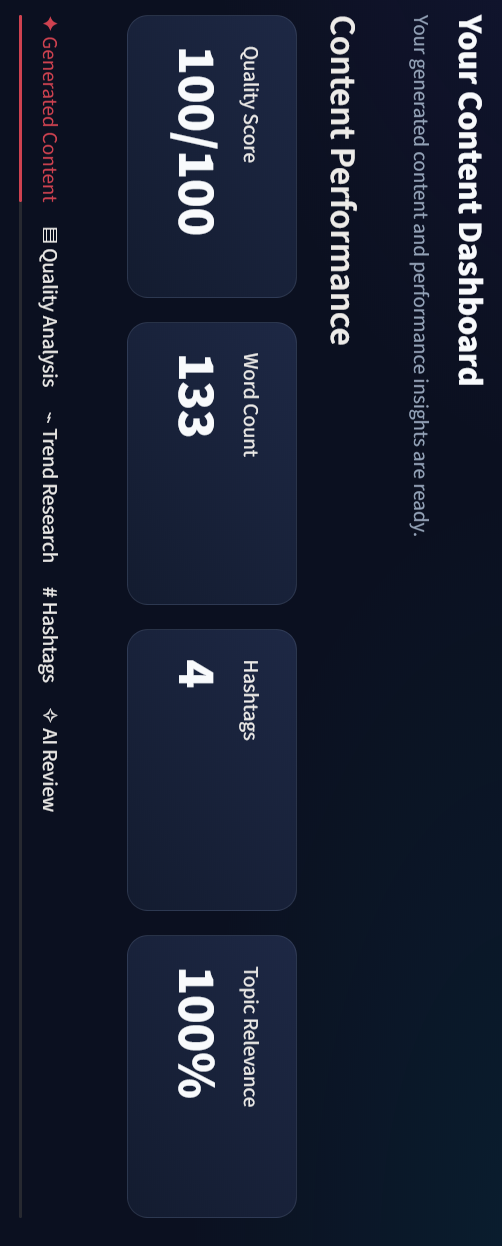 Your Content Dashboard
Your generated content and performance insights are ready.
Content Performance
Quality Score
100/100
Word Count
133
Hashtags
4
Topic Relevance
100%
Generated Content
Quality Analysis
Trend Research
# Hashtags
AI Review